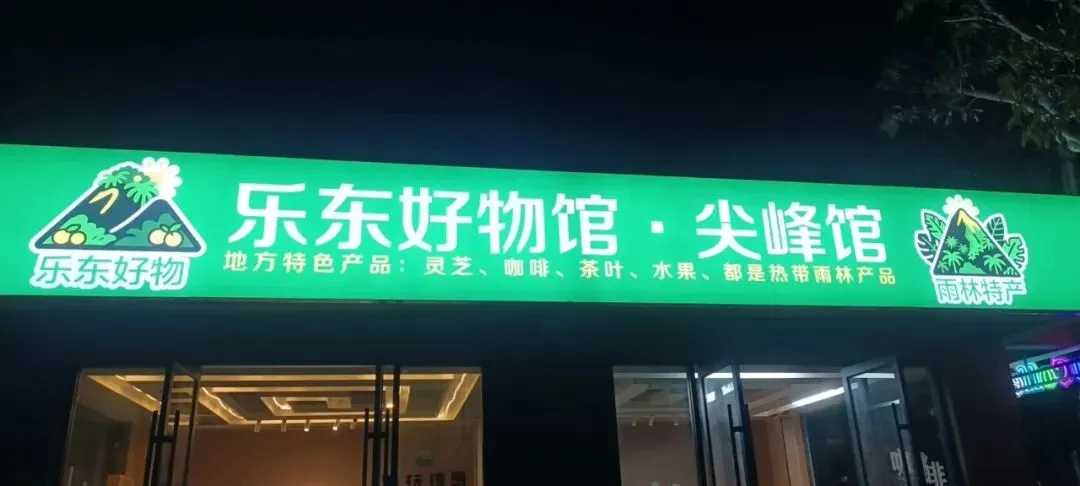 乐东好物馆·尖峰馆
地方特色产品：灵芝、咖啡、茶叶、水果、都是热带雨林产品
乐东好物
雨林特产
咖啡